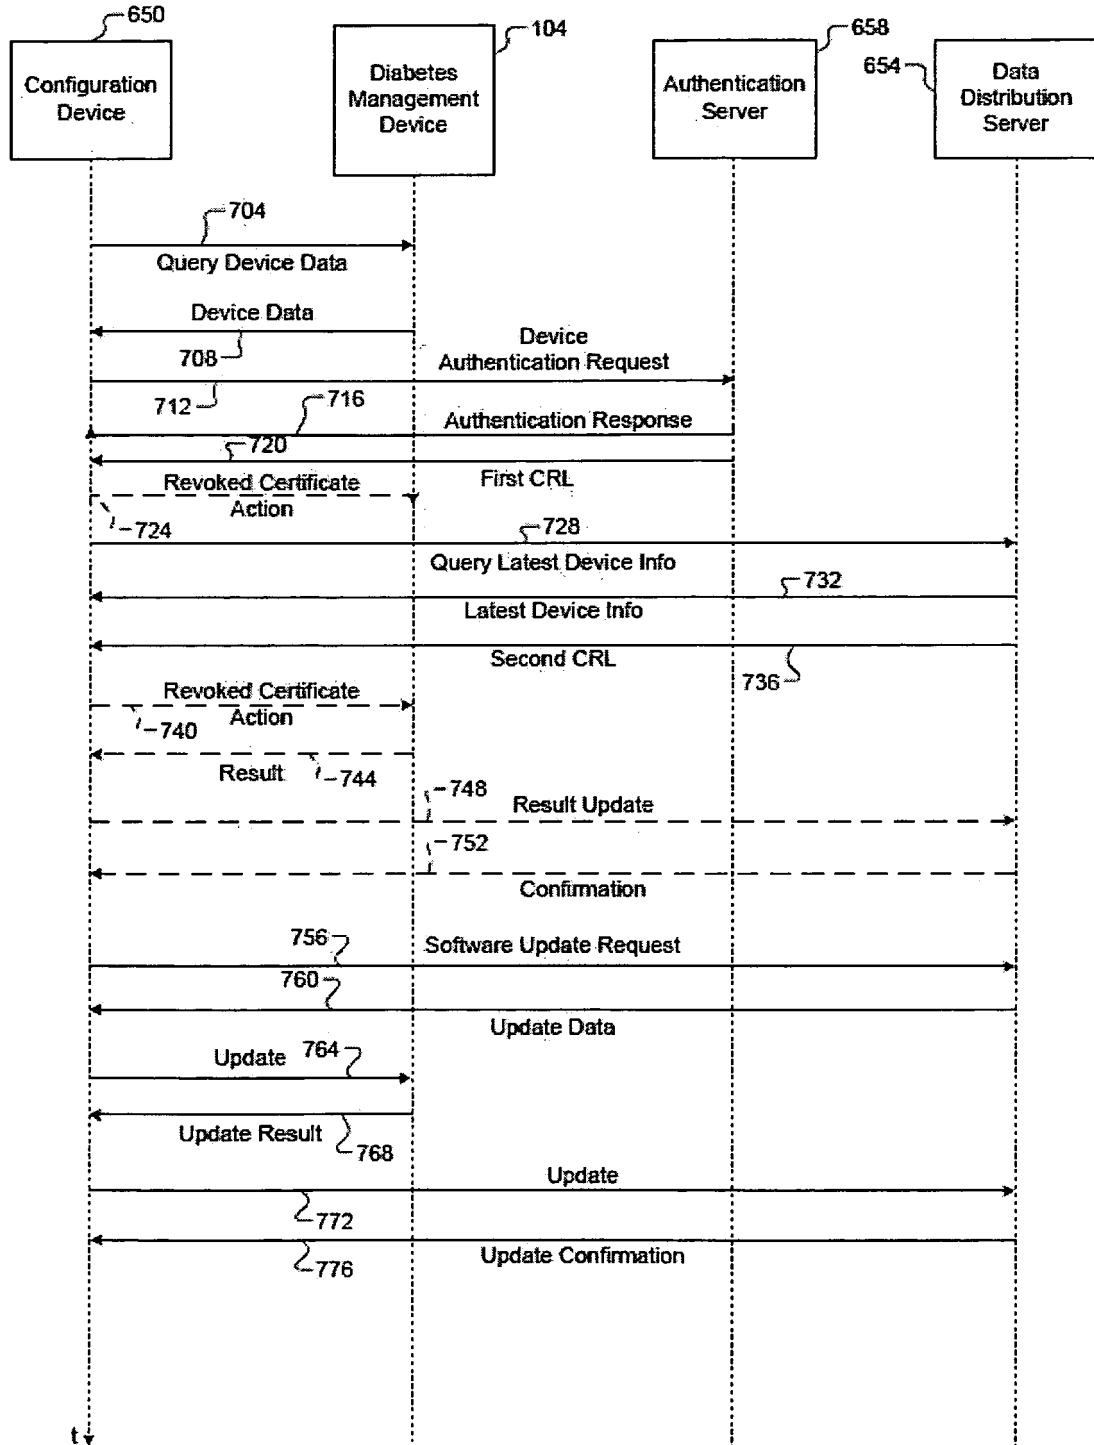 650
104
658
654
Configuration
Device
Diabetes
Management
Device
Authentication
Server
Data
Distribution
Server
704
Query Device Data
Device Data
708
Device
Authentication Request
712
716
Authentication Response
720
First CRL
Revoked Certificate
Action
724
728
Query Latest Device Info
732
Latest Device Info
Second CRL
736
Revoked Certificate
Action
740
Result
744
748
Result Update
752
Confirmation
756
Software Update Request
760
Update Data
Update
764
Update Result
768
Update
772
Update Confirmation
776
t